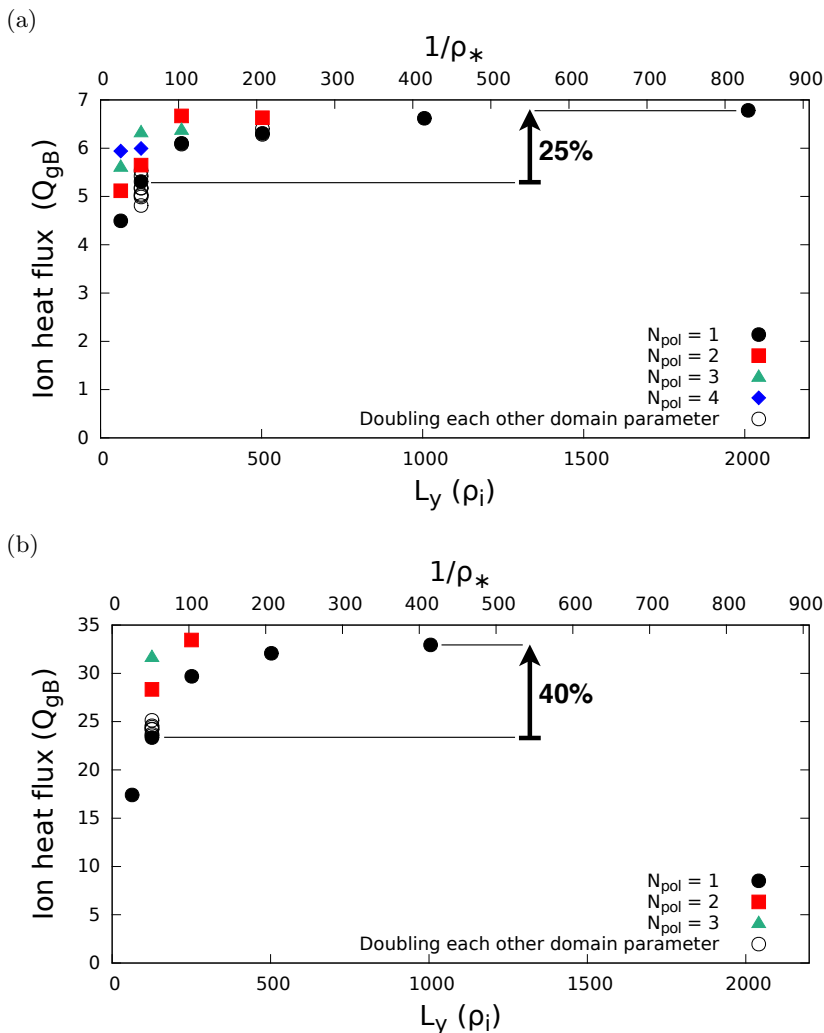 (a)
1/ρ*
0 100 200 300 400 500 600 700 800 900
7
6
5
4
3
2
1
0
Ion heat flux (QgB)
25%
Npol = 1
Npol = 2
Npol = 3
Npol = 4
Doubling each other domain parameter
0 500 1000 1500 2000
Ly (ρi)
(b)
1/ρ*
0 100 200 300 400 500 600 700 800 900
35
30
25
20
15
10
5
0
Ion heat flux (QgB)
40%
Npol = 1
Npol = 2
Npol = 3
Doubling each other domain parameter
0 500 1000 1500 2000
Ly (ρi)